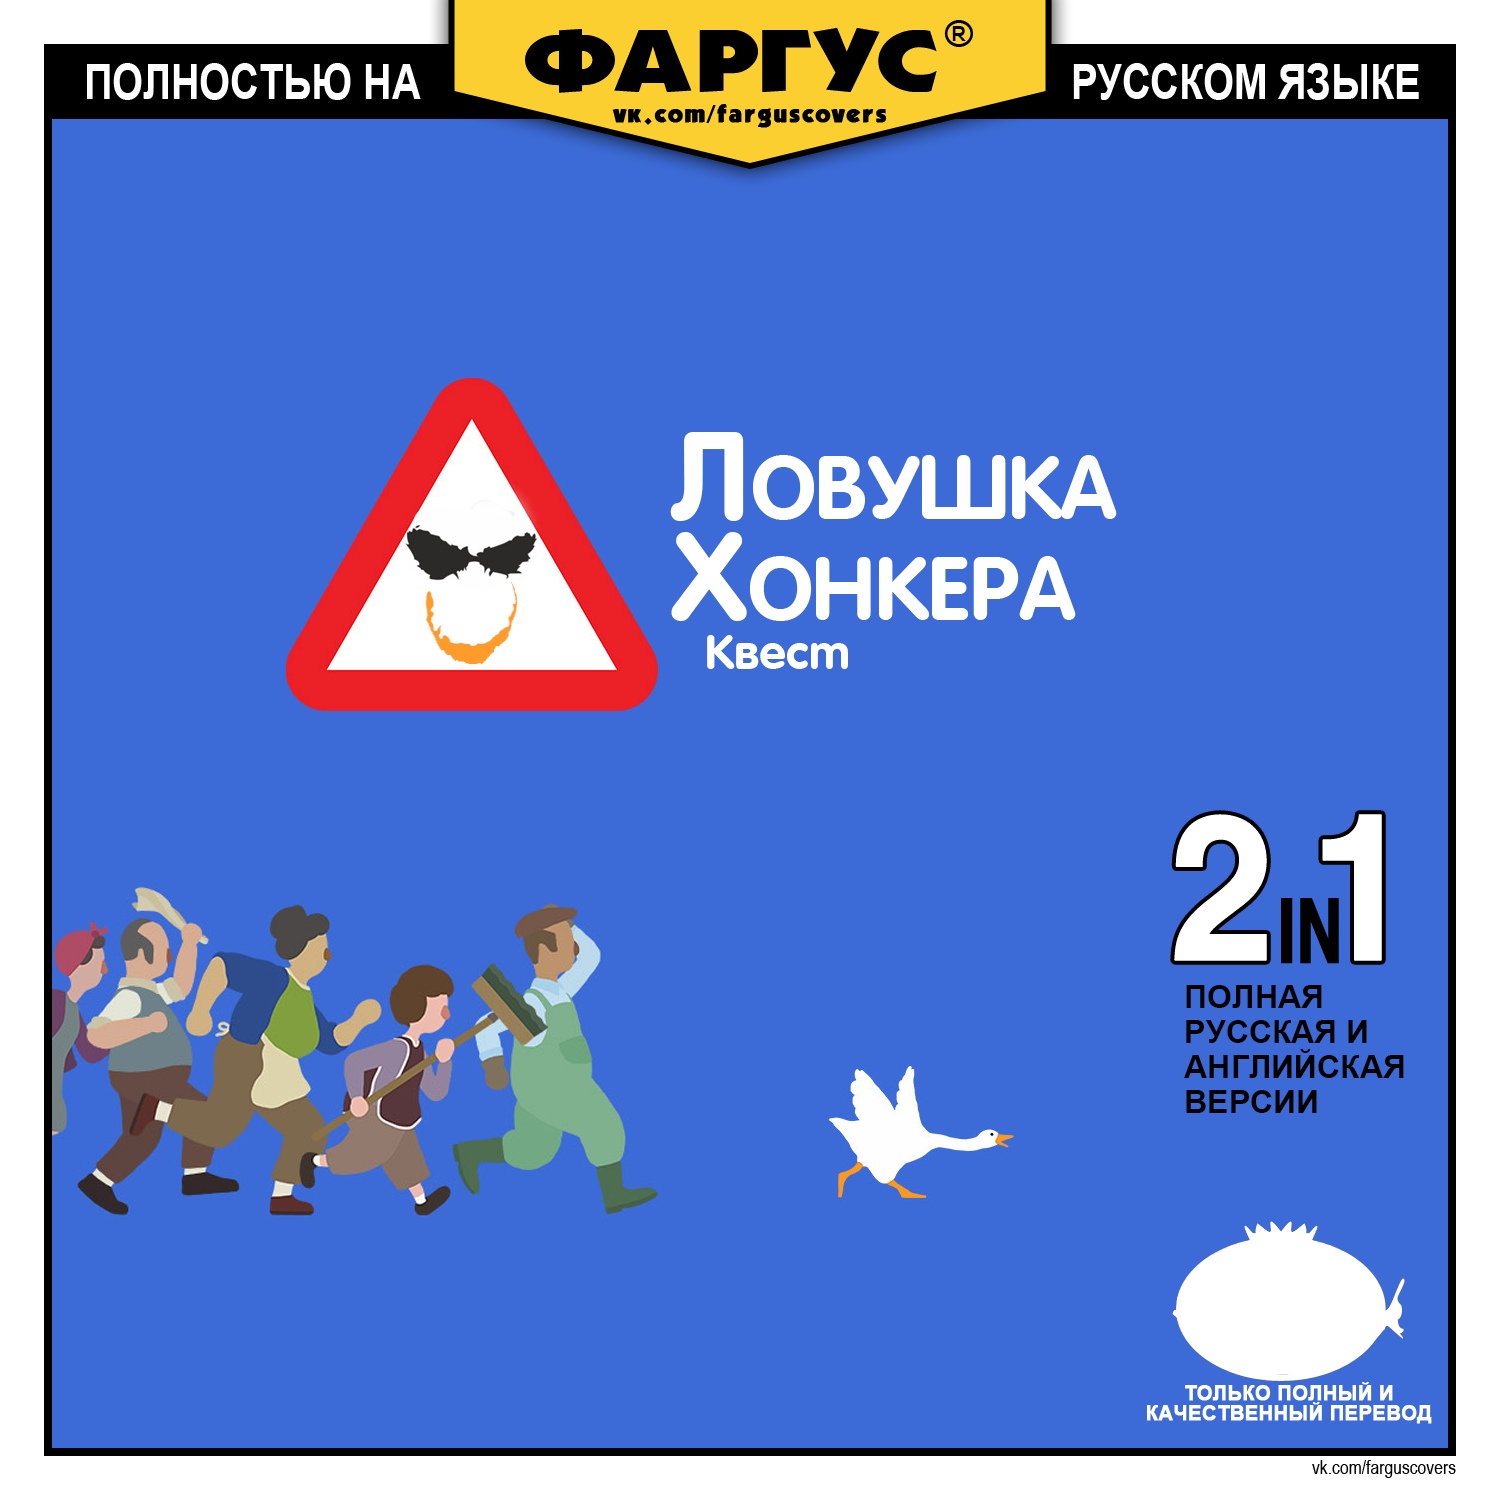 ФАРГУС®
vk.com/farguscovers
ПОЛНОСТЬЮ НА
РУССКОМ ЯЗЫКЕ
ЛОВУШКА
ХОНКЕРА
Квест
2IN1
ПОЛНАЯ
РУССКАЯ И
АНГЛИЙСКАЯ
ВЕРСИИ
ТОЛЬКО ПОЛНЫЙ И
КАЧЕСТВЕННЫЙ ПЕРЕВОД
vk.com/farguscovers